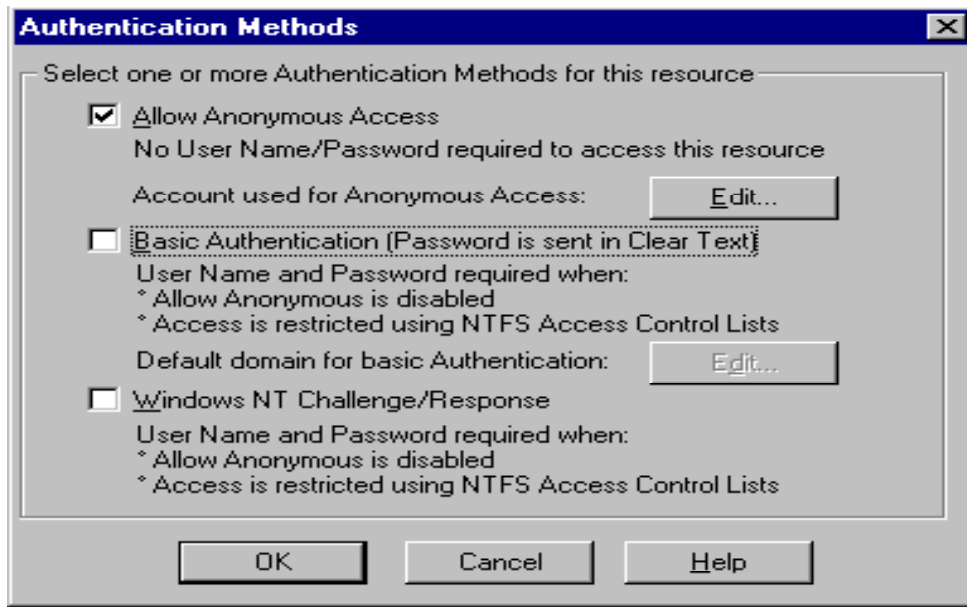 Authentication Methods
Select one or more Authentication Methods for this resource
Allow Anonymous Access
No User Name/Password required to access this resource
Account used for Anonymous Access: Edit...
Basic Authentication (Password is sent in Clear Text)
User Name and Password required when:
* Allow Anonymous is disabled
* Access is restricted using NTFS Access Control Lists
Default domain for basic Authentication: Edit...
Windows NT Challenge/Response
User Name and Password required when:
* Allow Anonymous is disabled
* Access is restricted using NTFS Access Control Lists
OK Cancel Help